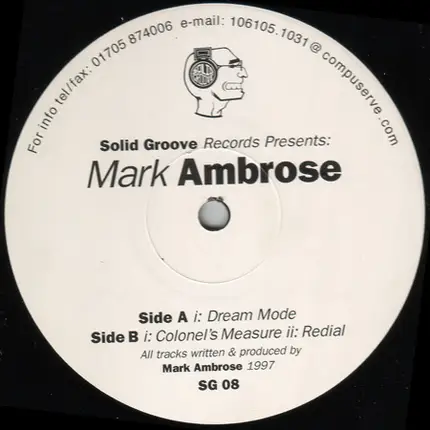 For info tel/fax: 01705 874006 e-mail: 106105.1031@compuserve.com
Solid Groove Records Presents:
Mark Ambrose
Side A i: Dream Mode
Side B i: Colonel's Measure ii: Redial
All tracks written & produced by
Mark Ambrose 1997
SG 08